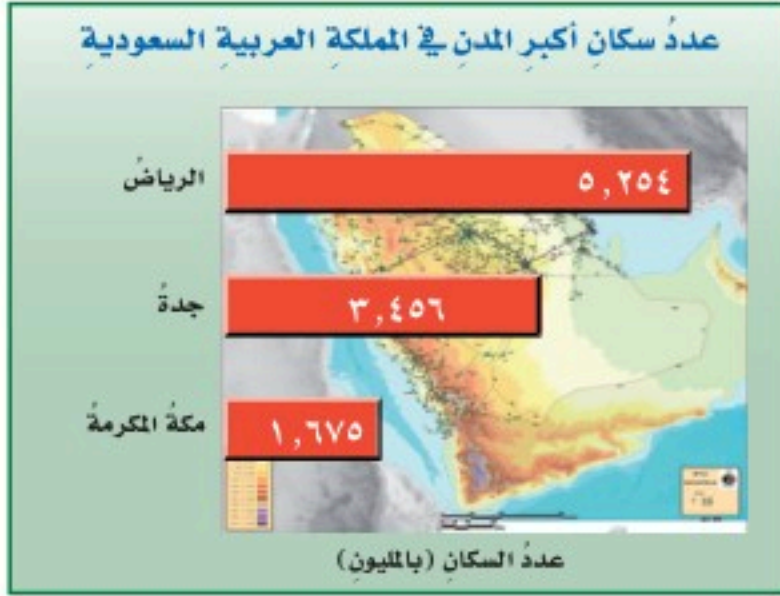 عددُ سكانِ أكبرِ المدنِ في المملكةِ العربيةِ السعوديةِ
الرياضُ
٥,٢٥٤
جدةُ
٣,٤٥٦
مكةُ المكرمةُ
١,٦٧٥
عددُ السكانِ (بالمليونِ)